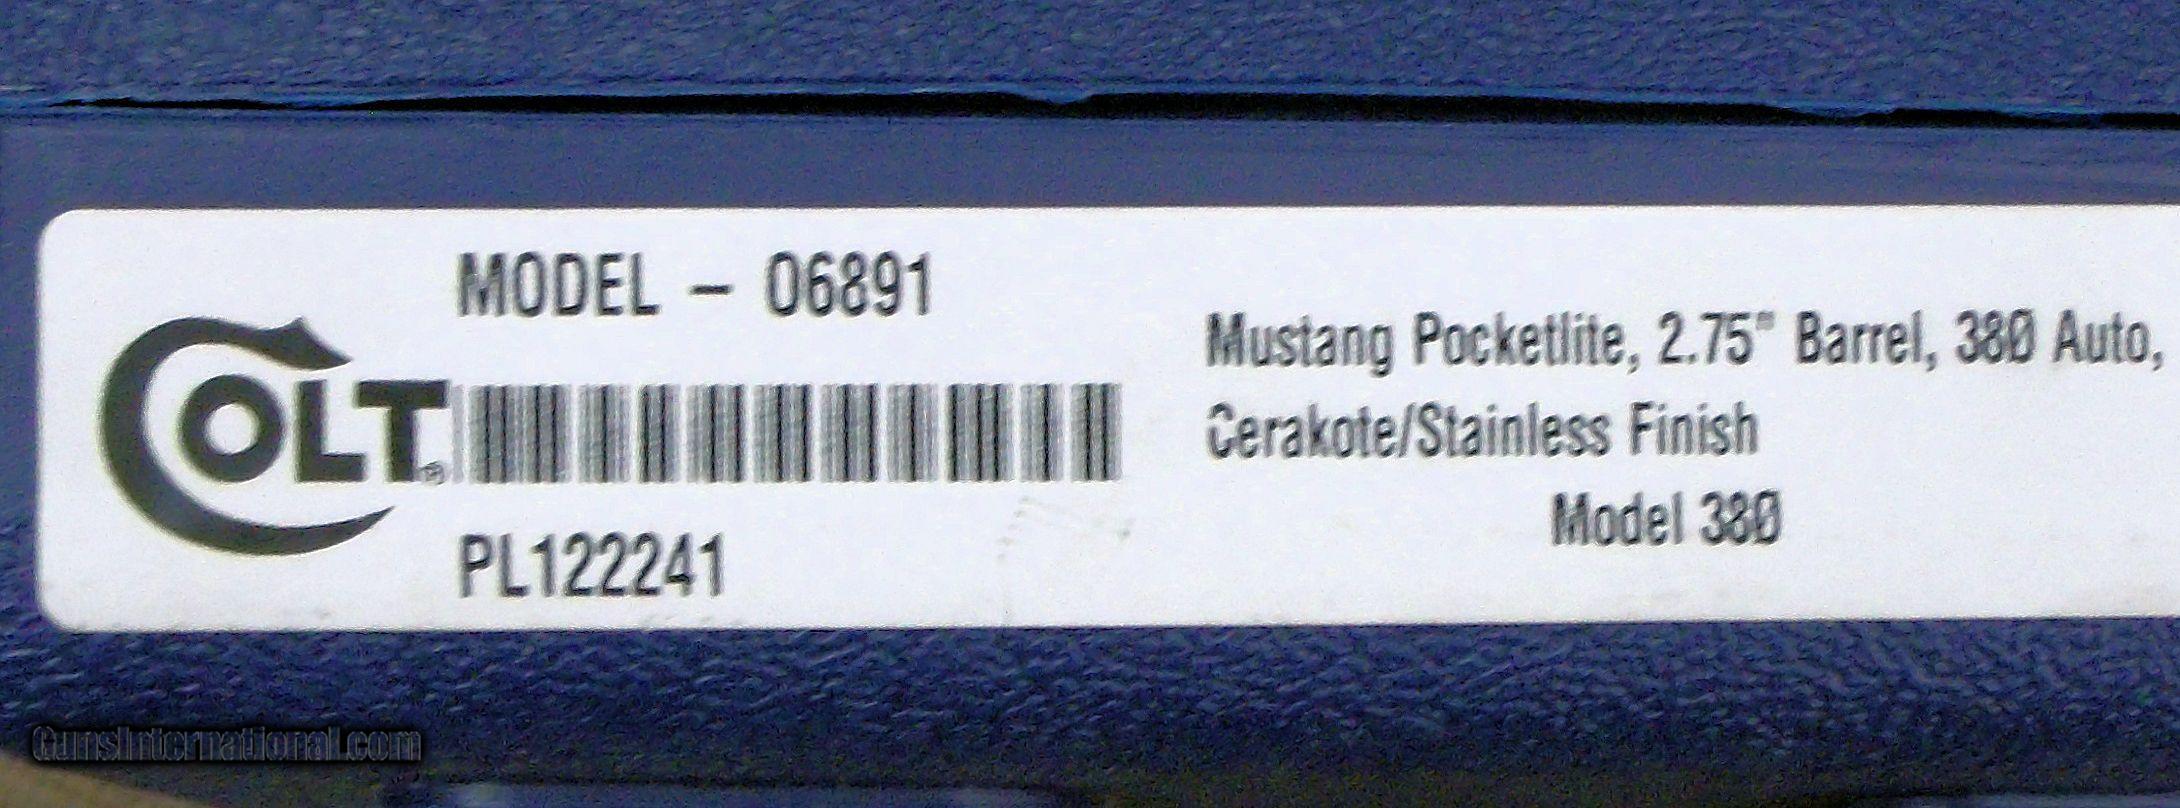 MODEL - 06891
COLT®
PL122241
Mustang Pocketlite, 2.75" Barrel, 380 Auto,
Cerakote/Stainless Finish
Model 380
GunsInternational.com